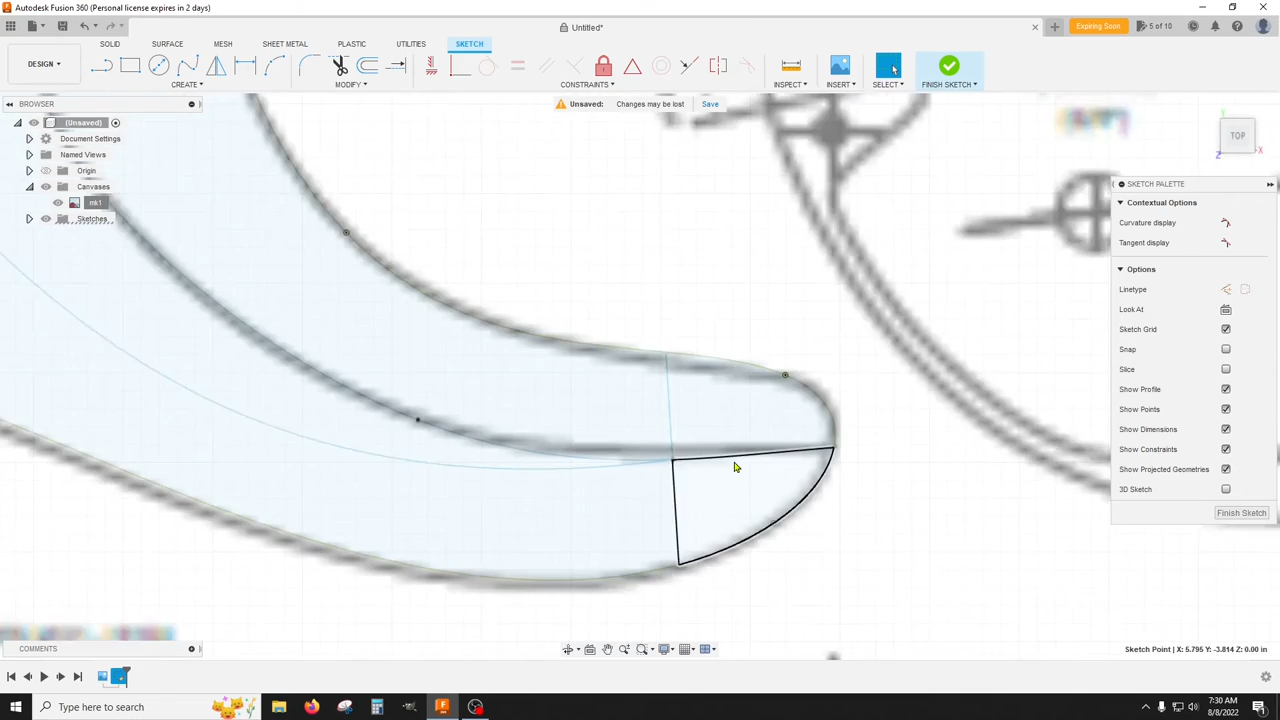 Autodesk Fusion 360 (Personal license expires in 2 days)
Untitled*
Expiring Soon
5 of 10
SOLID SURFACE MESH SHEET METAL PLASTIC UTILITIES SKETCH
DESIGN
CREATE MODIFY CONSTRAINTS INSPECT INSERT SELECT FINISH SKETCH
BROWSER
Unsaved: Changes may be lost Save
(Unsaved)
Document Settings
Named Views
Origin
Canvases
mk1
Sketches
TOP
Y
X
Z
SKETCH PALETTE
Contextual Options
Curvature display
Tangent display
Options
Linetype
Look At
Sketch Grid
Snap
Slice
Show Profile
Show Points
Show Dimensions
Show Constraints
Show Projected Geometries
3D Sketch
Finish Sketch
COMMENTS
Sketch Point | X: 5.795 Y: -3.814 Z: 0.00 in
Type here to search
7:30 AM
8/8/2022